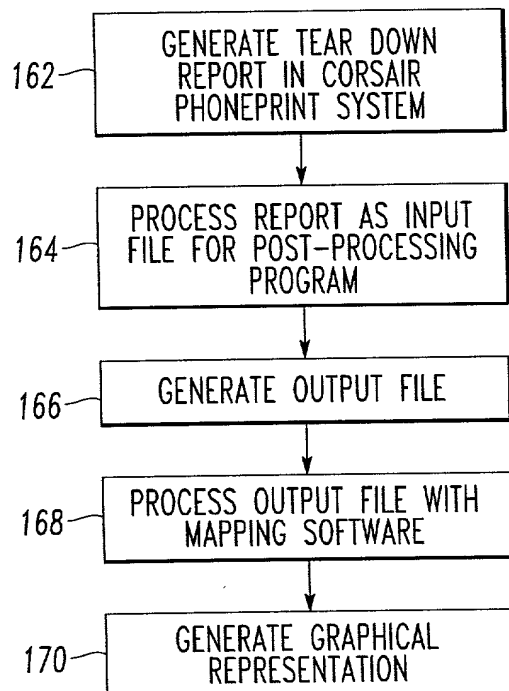 162
GENERATE TEAR DOWN
REPORT IN CORSAIR
PHONEPRINT SYSTEM
164
PROCESS REPORT AS INPUT
FILE FOR POST-PROCESSING
PROGRAM
166
GENERATE OUTPUT FILE
168
PROCESS OUTPUT FILE WITH
MAPPING SOFTWARE
170
GENERATE GRAPHICAL
REPRESENTATION